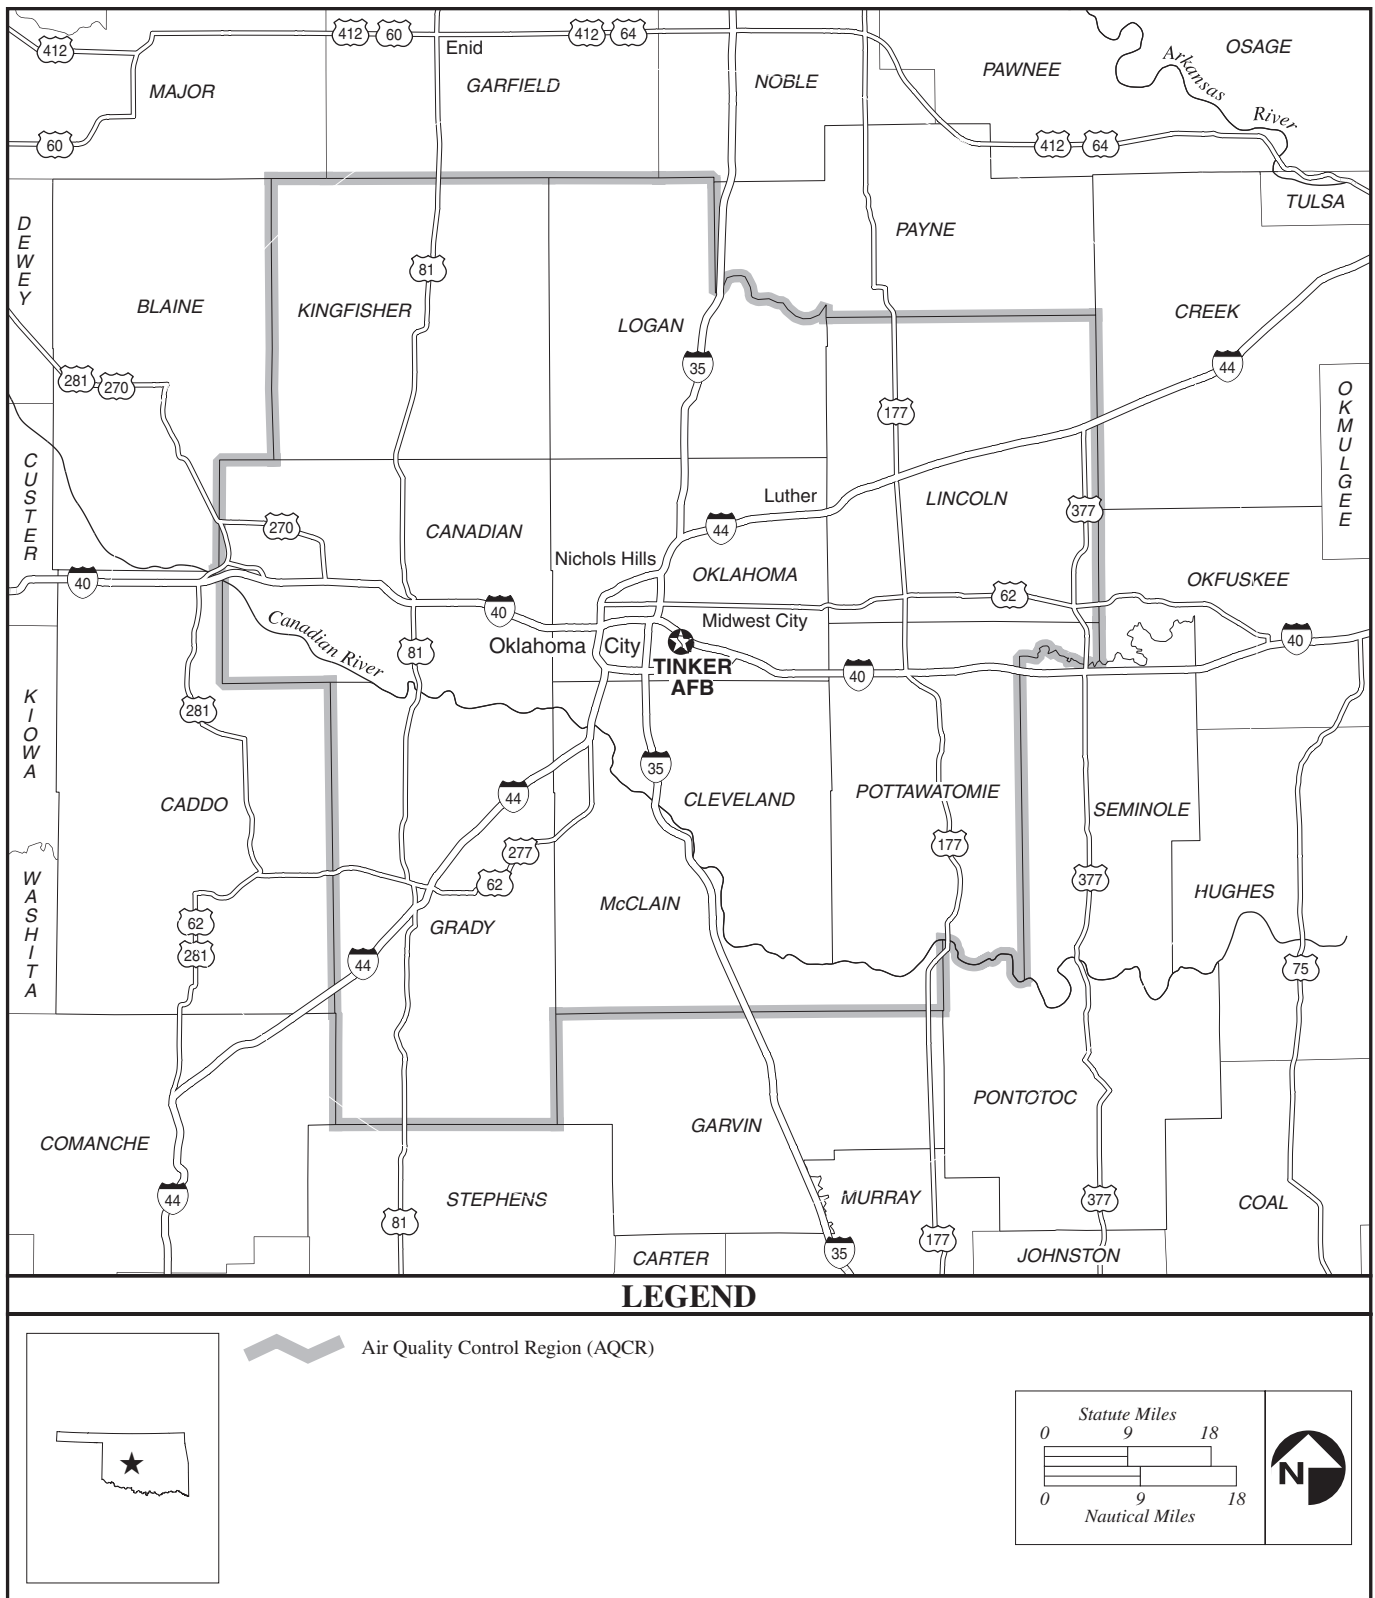 412
412 60
412 64
Enid
OSAGE
PAWNEE
Arkansas
River
MAJOR
GARFIELD
NOBLE
60
412 64
TULSA
DEWEY
PAYNE
81
BLAINE
KINGFISHER
LOGAN
CREEK
35
44
281 270
177
OKMULGEE
CUSTER
Luther
LINCOLN
377
270
CANADIAN
44
Nichols Hills
OKLAHOMA
OKFUSKEE
40
40
62
Midwest City
Canadian River
Oklahoma City
40
81
TINKER
AFB
40
KIOWA
281
35
44
CADDO
CLEVELAND
POTTAWATOMIE
SEMINOLE
277
177
62
377
WASHITA
McCLAIN
HUGHES
62
GRADY
281
44
75
PONTOTOC
GARVIN
COMANCHE
44
STEPHENS
MURRAY
377
COAL
81
177
35
CARTER
JOHNSTON
LEGEND
Air Quality Control Region (AQCR)
Statute Miles
0 9 18
0 9 18
Nautical Miles
N